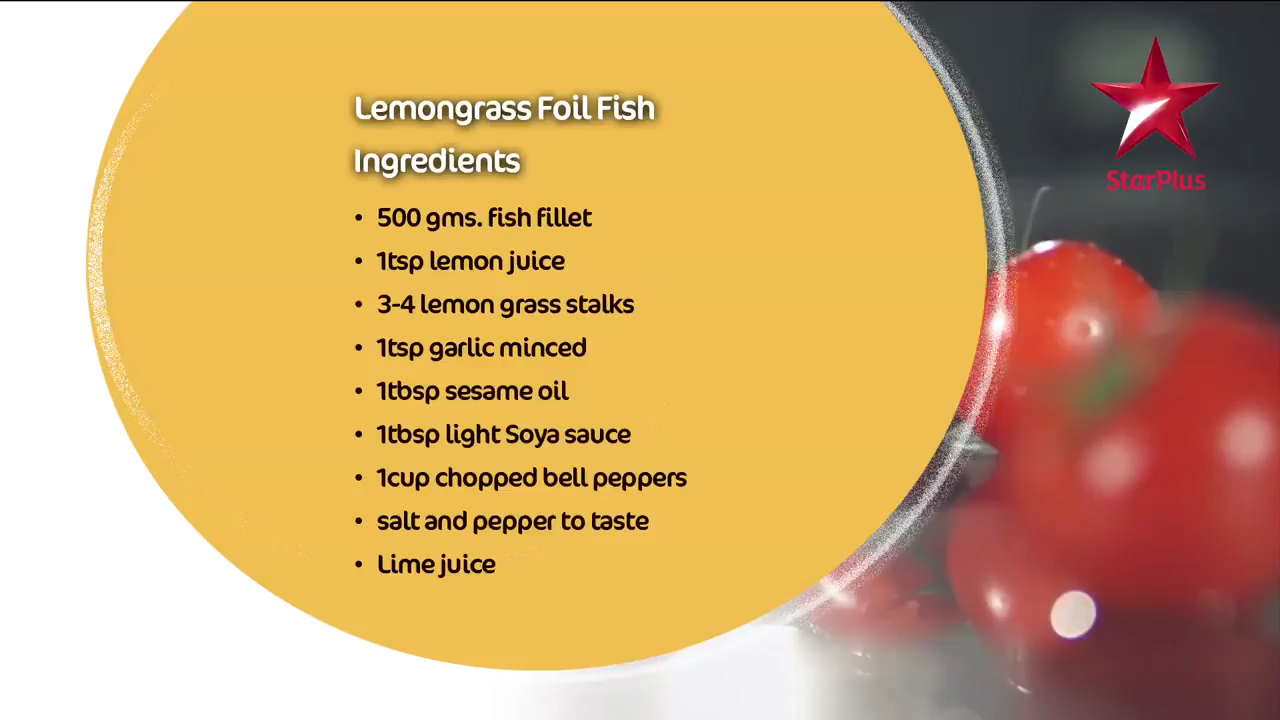 Lemongrass Foil Fish
Ingredients
• 500 gms. fish fillet
• 1tsp lemon juice
• 3-4 lemon grass stalks
• 1tsp garlic minced
• 1tbsp sesame oil
• 1tbsp light Soya sauce
• 1cup chopped bell peppers
• salt and pepper to taste
• Lime juice
StarPlus